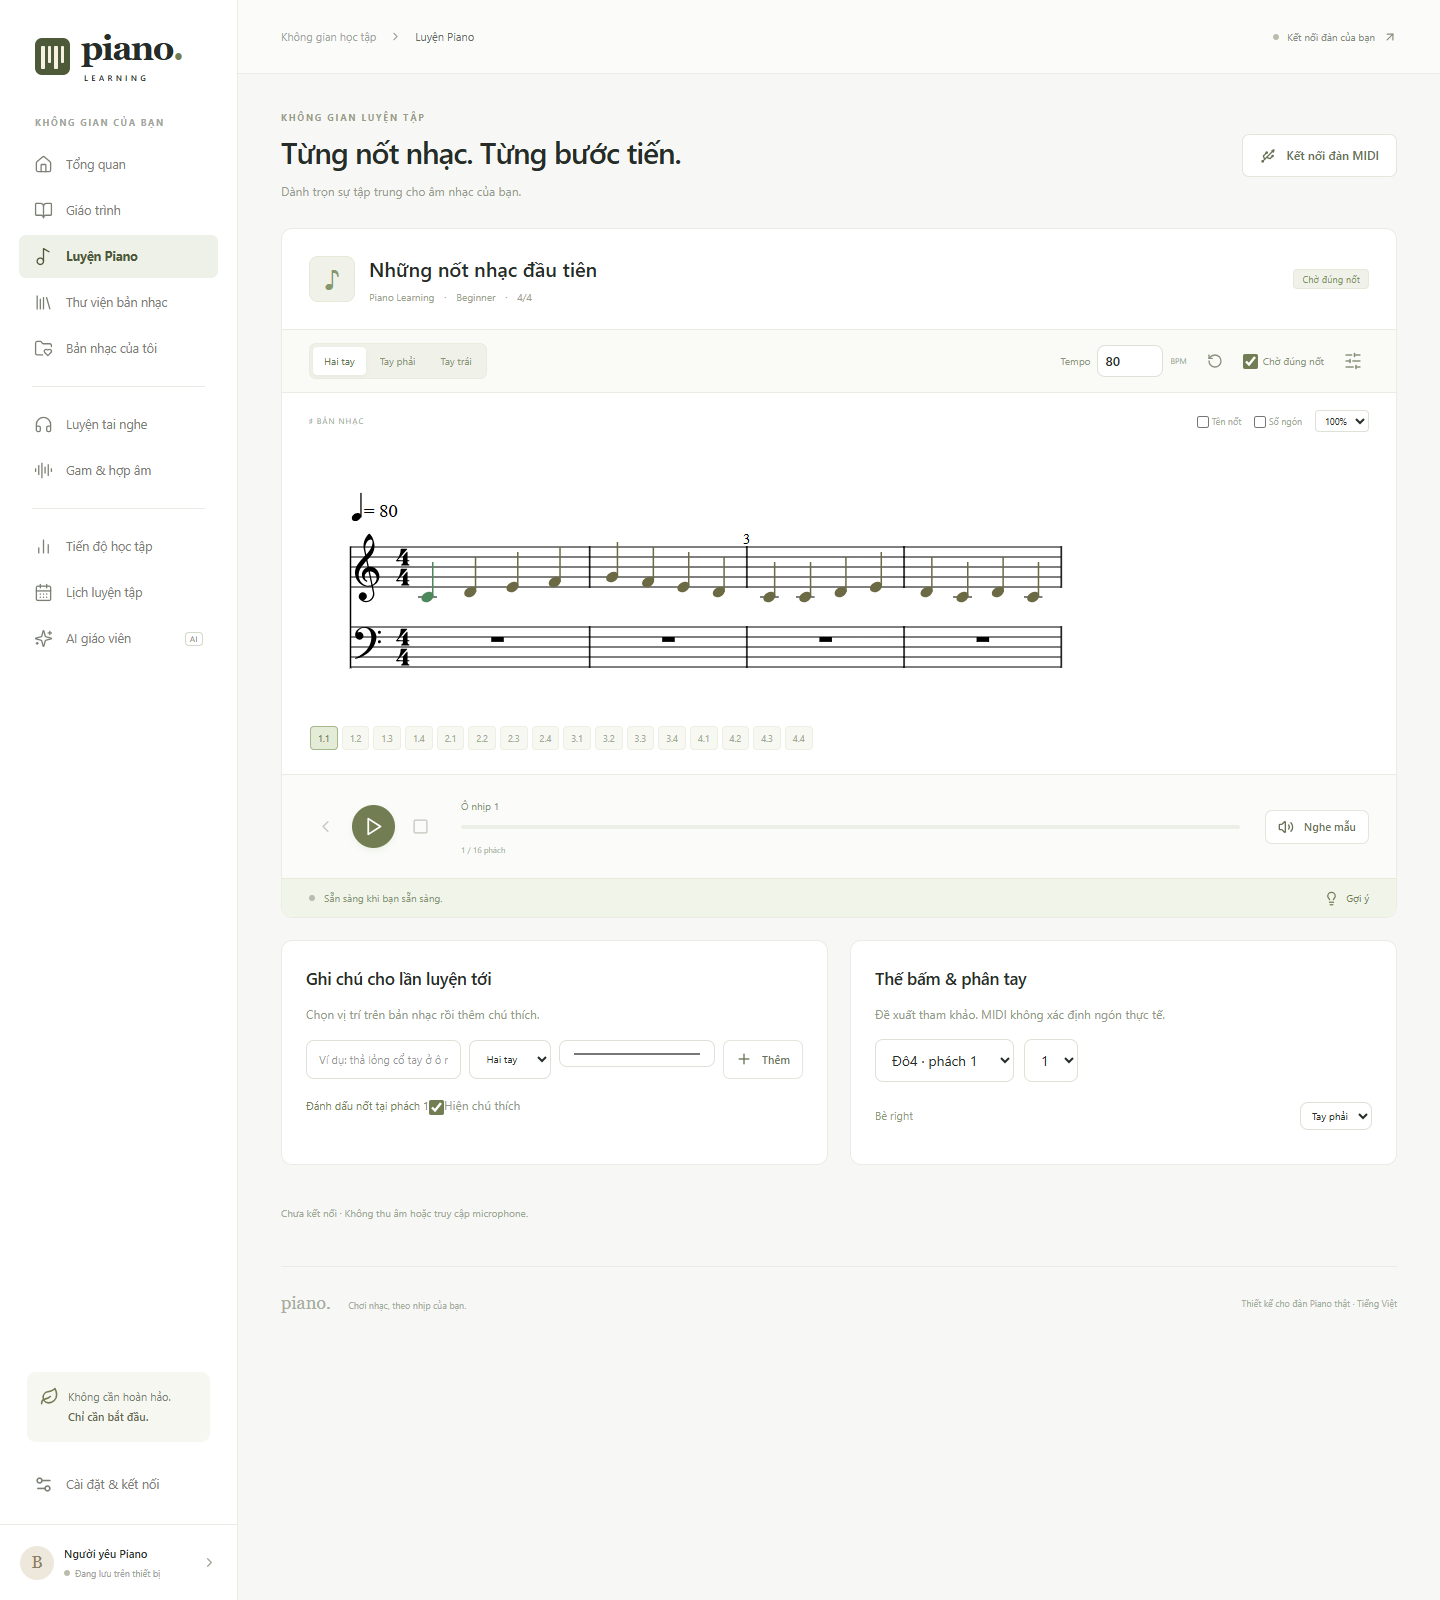 piano.
LEARNING
KHÔNG GIAN CỦA BẠN
Tổng quan
Giáo trình
Luyện Piano
Thư viện bản nhạc
Bản nhạc của tôi
Luyện tai nghe
Gam & hợp âm
Tiến độ học tập
Lịch luyện tập
AI giáo viên AI
Không cần hoàn hảo.
Chỉ cần bắt đầu.
Cài đặt & kết nối
B Người yêu Piano
Đang lưu trên thiết bị
Không gian học tập > Luyện Piano
Kết nối đàn của bạn
KHÔNG GIAN LUYỆN TẬP
Từng nốt nhạc. Từng bước tiến.
Dành trọn sự tập trung cho âm nhạc của bạn.
Kết nối đàn MIDI
Những nốt nhạc đầu tiên
Piano Learning · Beginner · 4/4
Chờ đúng nốt
Hai tay Tay phải Tay trái
Tempo 80 BPM Chờ đúng nốt
BẢN NHẠC
Tên nốt Số ngón 100%
= 80
3
4 4
4 4
1.1 1.2 1.3 1.4 2.1 2.2 2.3 2.4 3.1 3.2 3.3 3.4 4.1 4.2 4.3 4.4
Ô nhịp 1
1 / 16 phách
Nghe mẫu
Sẵn sàng khi bạn sẵn sàng.
Gợi ý
Ghi chú cho lần luyện tới
Chọn vị trí trên bản nhạc rồi thêm chú thích.
Ví dụ: thả lỏng cổ tay ở ô n Hai tay Thêm
Đánh dấu nốt tại phách 1 Hiện chú thích
Thế bấm & phân tay
Đề xuất tham khảo. MIDI không xác định ngón thực tế.
Đô4 · phách 1 1
Bè right Tay phải
Chưa kết nối · Không thu âm hoặc truy cập microphone.
piano. Chơi nhạc, theo nhịp của bạn.
Thiết kế cho đàn Piano thật · Tiếng Việt